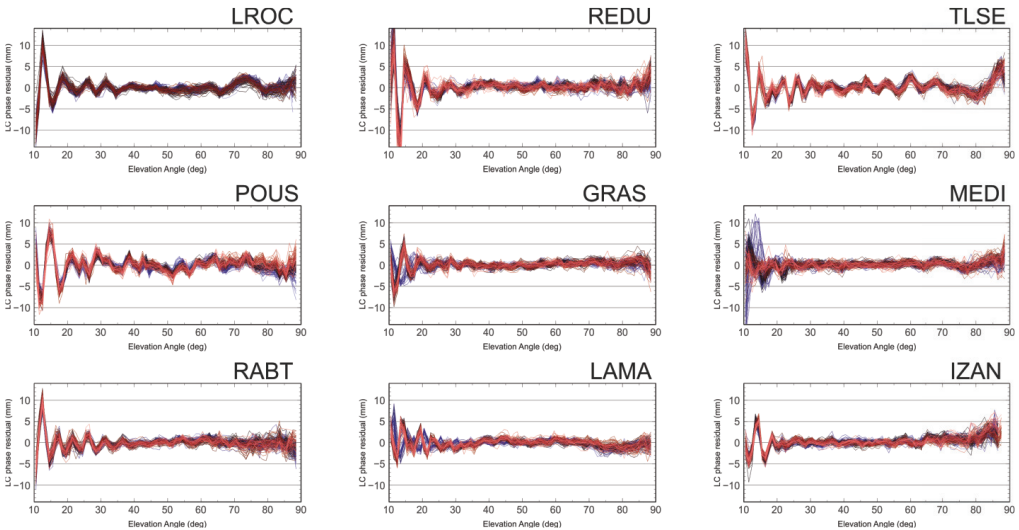 LROC REDU TLSE
LC phase residual (mm) LC phase residual (mm) LC phase residual (mm)
10 10 10
5 5 5
0 0 0
−5 −5 −5
−10 −10 −10
10 20 30 40 50 60 70 80 90 10 20 30 40 50 60 70 80 90 10 20 30 40 50 60 70 80 90
Elevation Angle (deg) Elevation Angle (deg) Elevation Angle (deg)
POUS GRAS MEDI
LC phase residual (mm) LC phase residual (mm) LC phase residual (mm)
10 10 10
5 5 5
0 0 0
−5 −5 −5
−10 −10 −10
10 20 30 40 50 60 70 80 90 10 20 30 40 50 60 70 80 90 10 20 30 40 50 60 70 80 90
Elevation Angle (deg) Elevation Angle (deg) Elevation Angle (deg)
RABT LAMA IZAN
LC phase residual (mm) LC phase residual (mm) LC phase residual (mm)
10 10 10
5 5 5
0 0 0
−5 −5 −5
−10 −10 −10
10 20 30 40 50 60 70 80 90 10 20 30 40 50 60 70 80 90 10 20 30 40 50 60 70 80 90
Elevation Angle (deg) Elevation Angle (deg) Elevation Angle (deg)